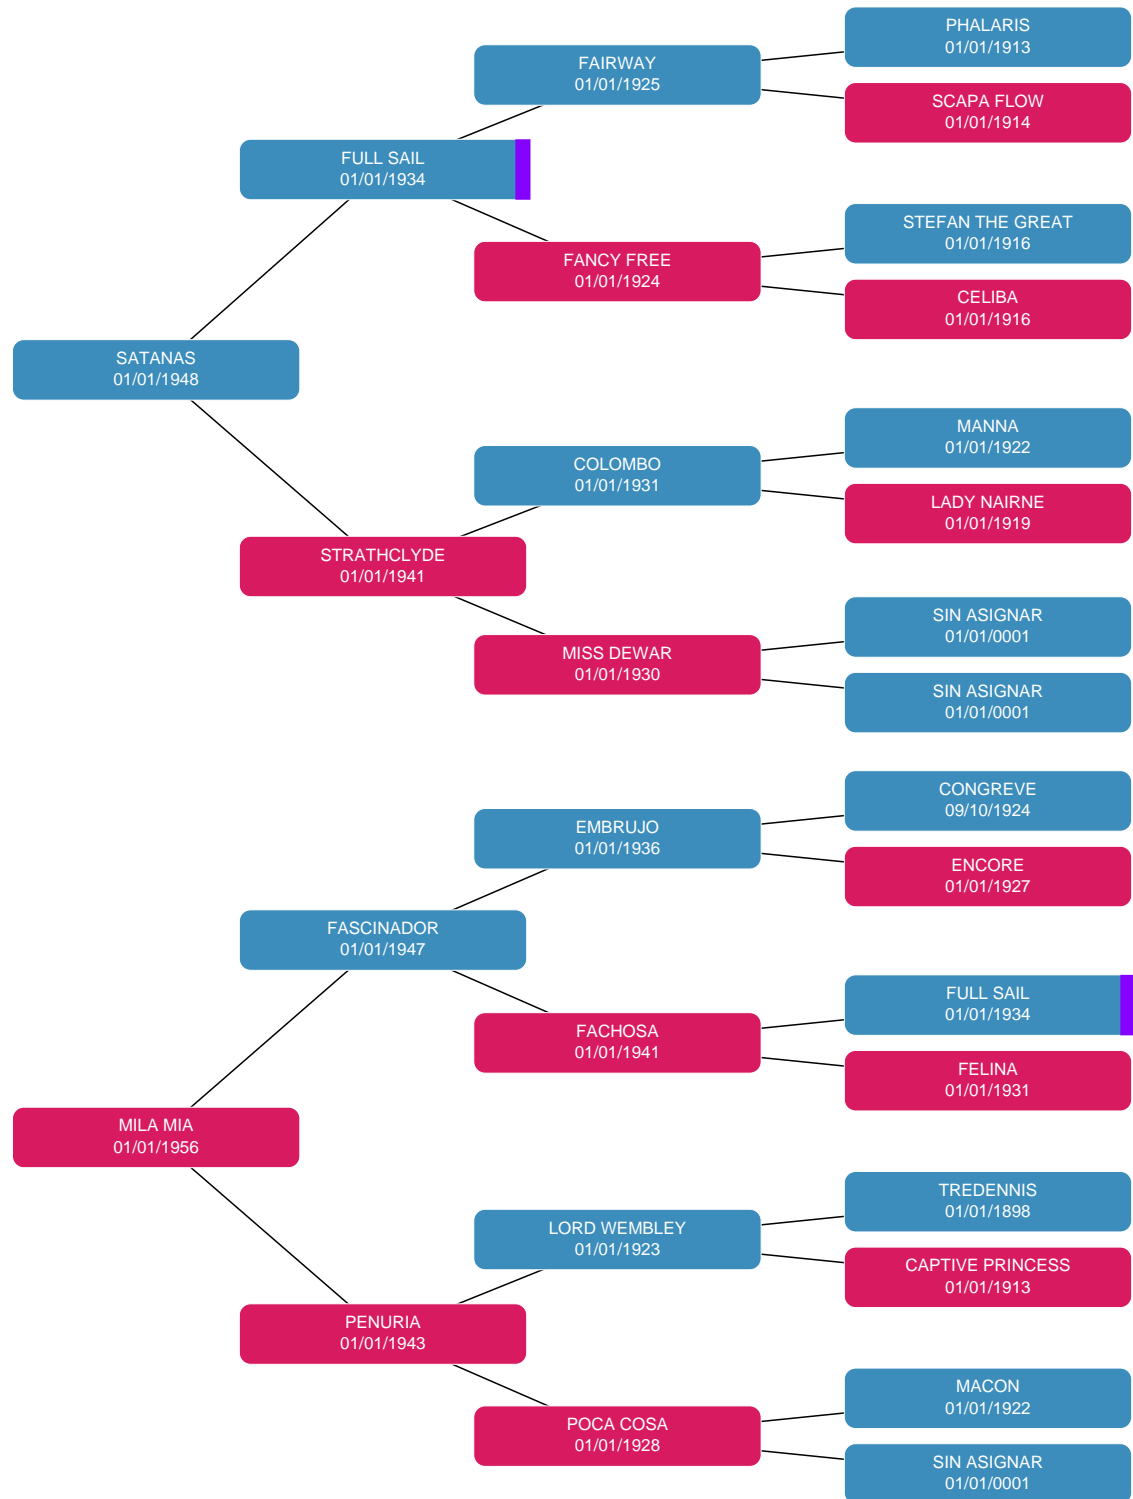 PHALARIS
01/01/1913
FAIRWAY
01/01/1925
SCAPA FLOW
01/01/1914
FULL SAIL
01/01/1934
STEFAN THE GREAT
01/01/1916
FANCY FREE
01/01/1924
CELIBA
01/01/1916
SATANAS
01/01/1948
MANNA
01/01/1922
COLOMBO
01/01/1931
LADY NAIRNE
01/01/1919
STRATHCLYDE
01/01/1941
SIN ASIGNAR
01/01/0001
MISS DEWAR
01/01/1930
SIN ASIGNAR
01/01/0001
CONGREVE
09/10/1924
EMBRUJO
01/01/1936
ENCORE
01/01/1927
FASCINADOR
01/01/1947
FULL SAIL
01/01/1934
FACHOSA
01/01/1941
FELINA
01/01/1931
MILA MIA
01/01/1956
TREDENNIS
01/01/1898
LORD WEMBLEY
01/01/1923
CAPTIVE PRINCESS
01/01/1913
PENURIA
01/01/1943
MACON
01/01/1922
POCA COSA
01/01/1928
SIN ASIGNAR
01/01/0001